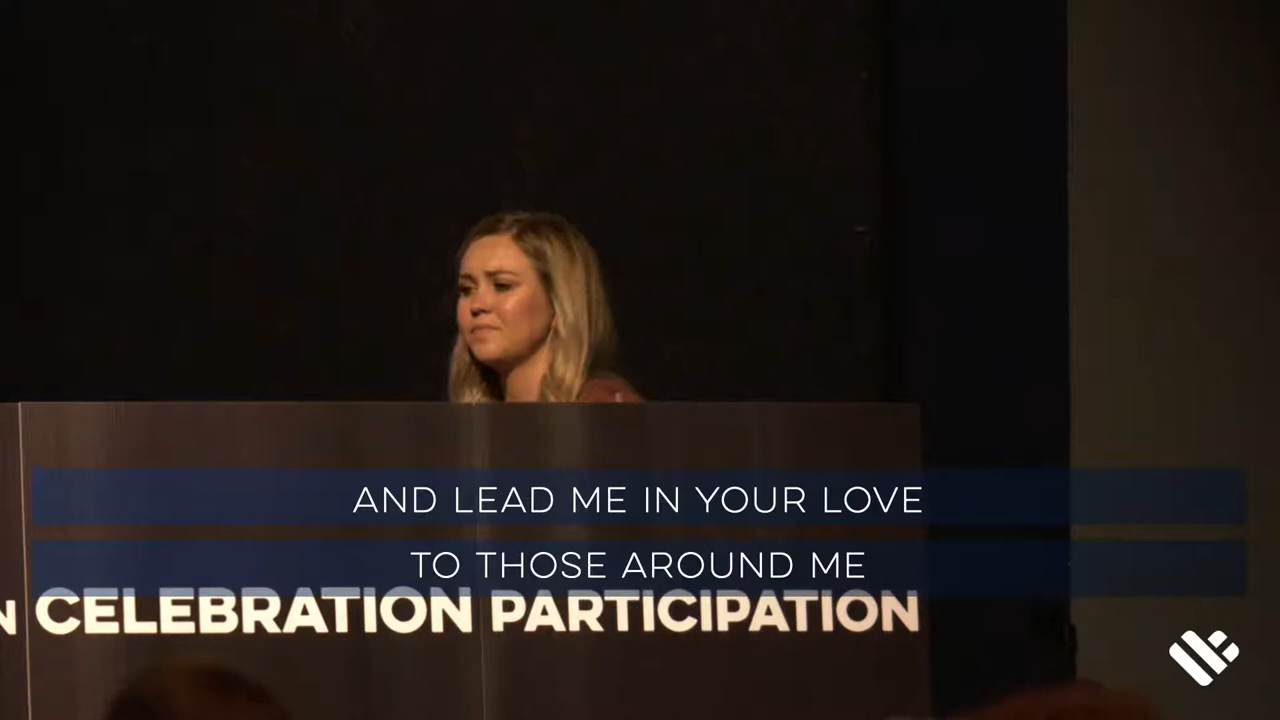 AND LEAD ME IN YOUR LOVE
TO THOSE AROUND ME
N CELEBRATION PARTICIPATION